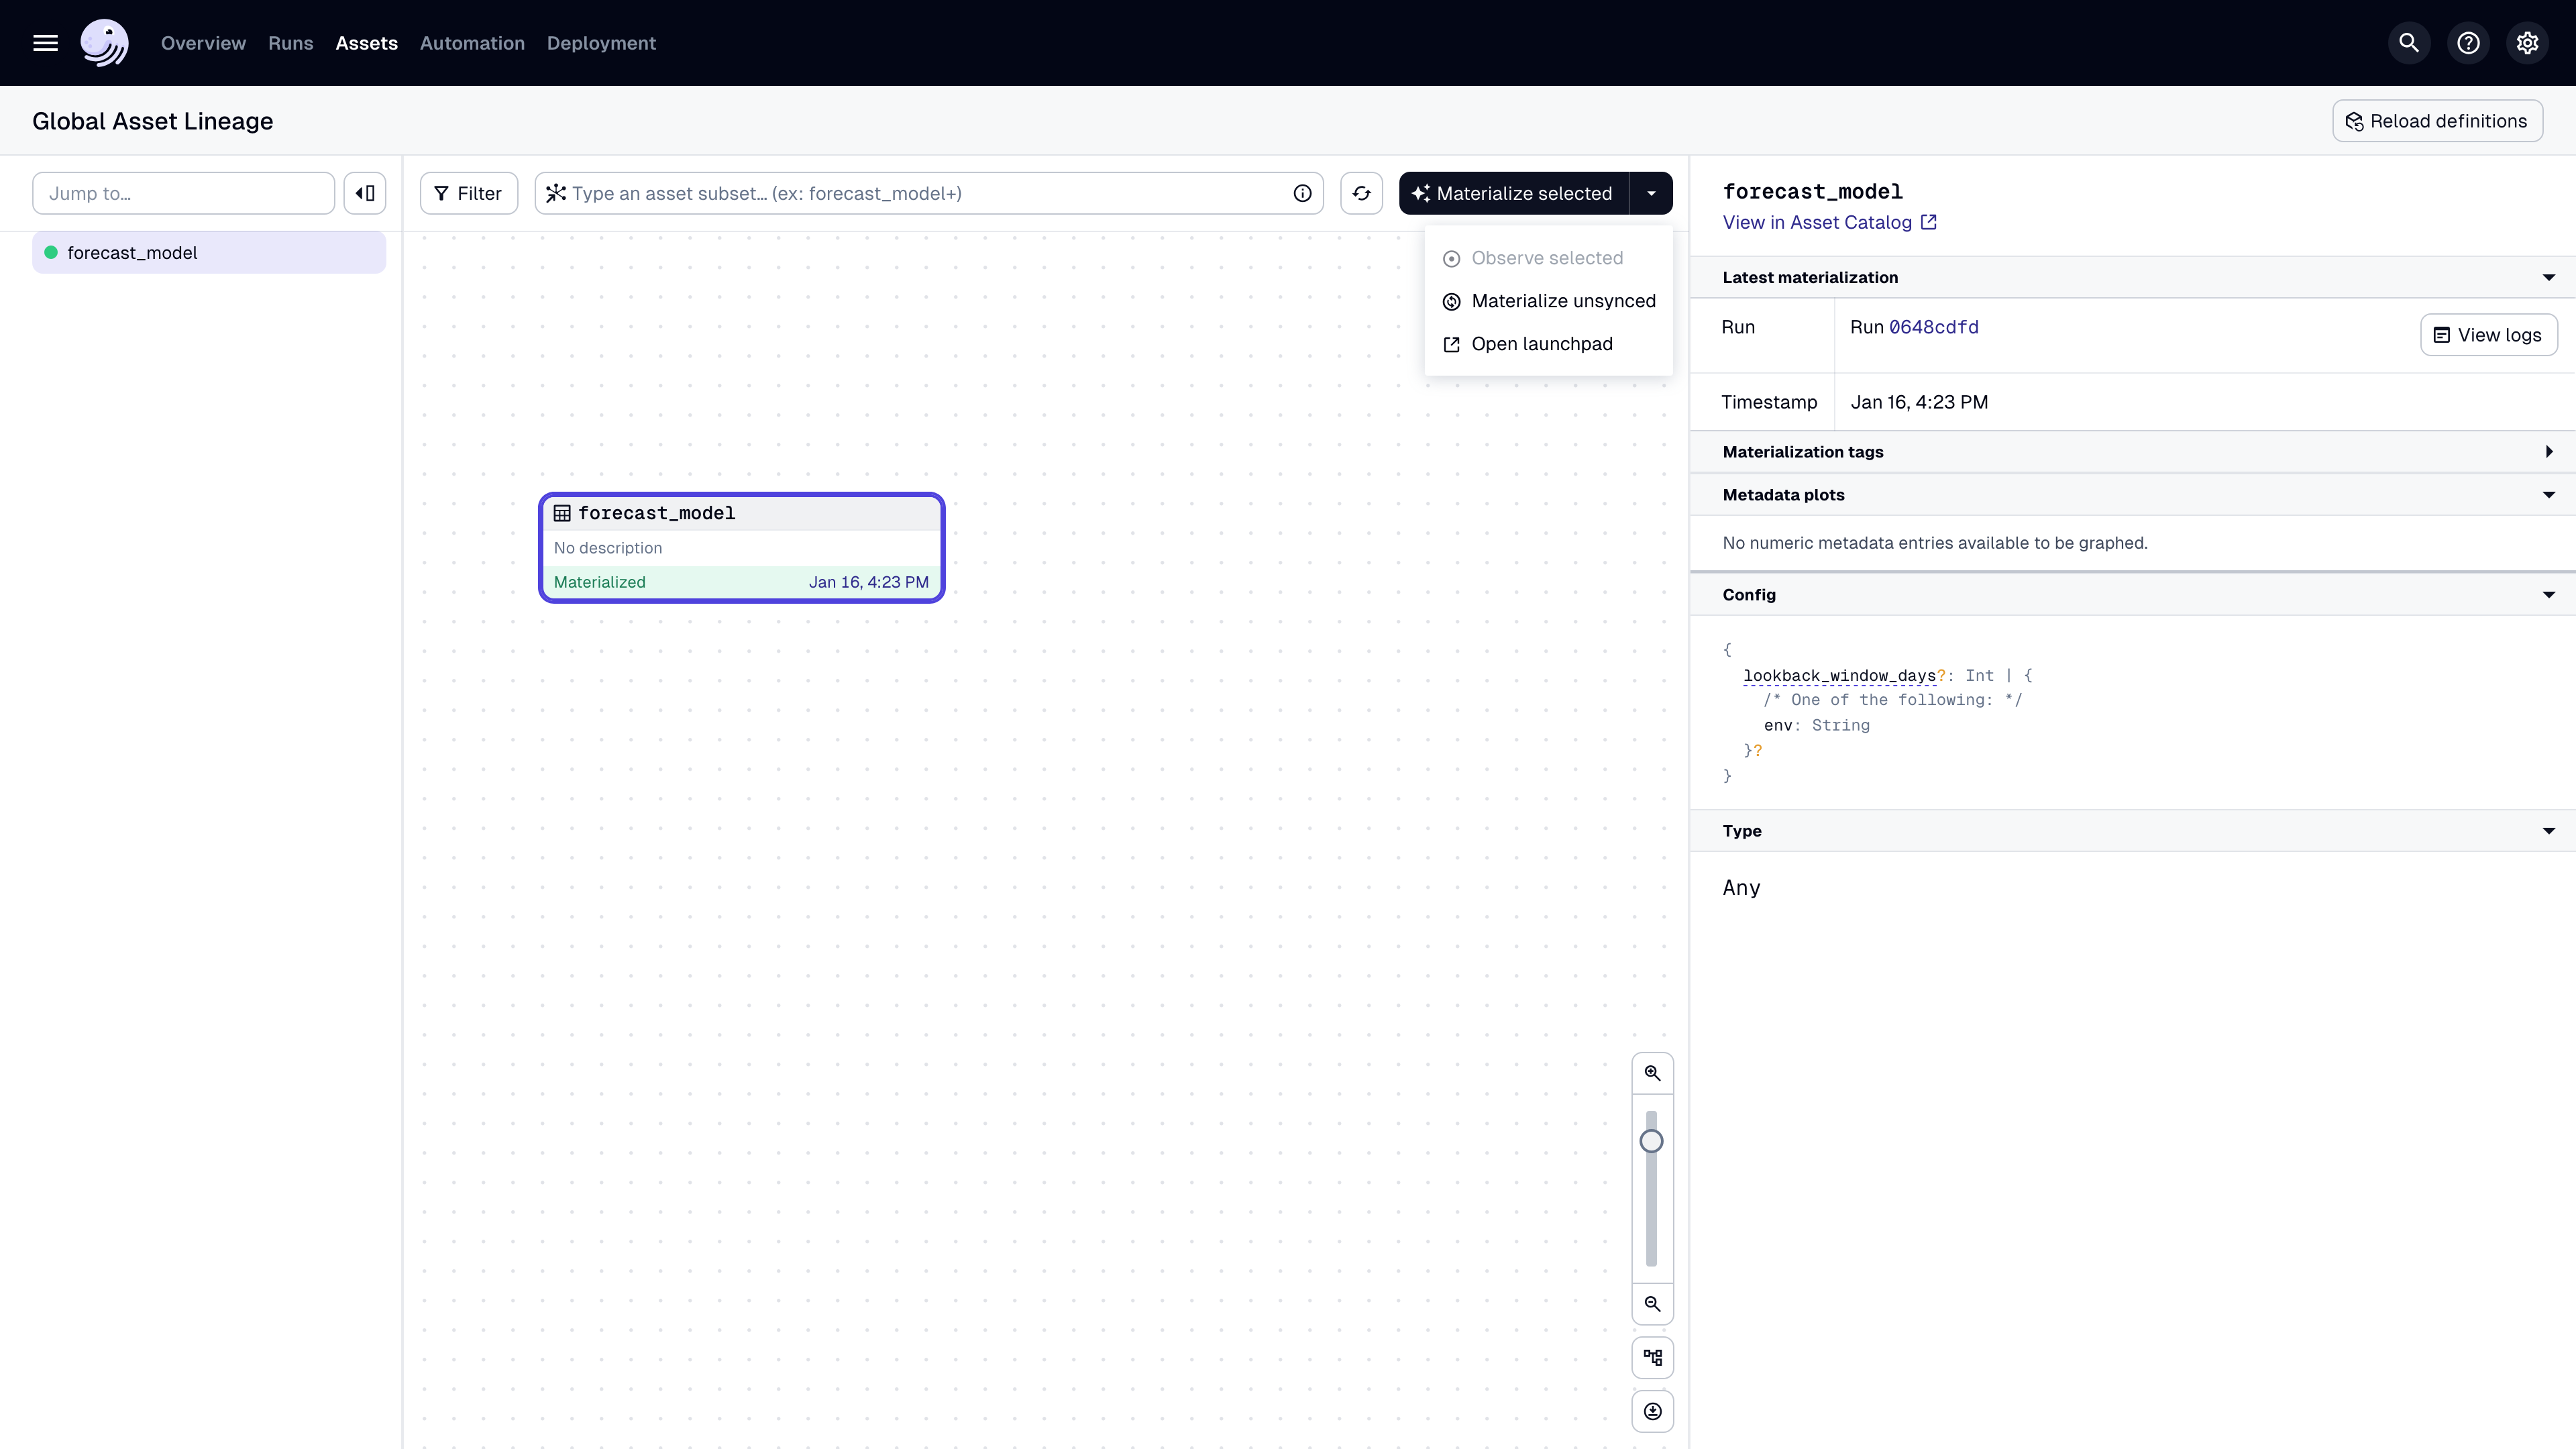 Overview Runs Assets Automation Deployment
Global Asset Lineage
Reload definitions
Jump to…
Filter
Type an asset subset… (ex: forecast_model+)
Materialize selected
forecast_model
Observe selected
Materialize unsynced
Open launchpad
forecast_model
No description
Materialized Jan 16, 4:23 PM
forecast_model
View in Asset Catalog
Latest materialization
Run Run 0648cdfd View logs
Timestamp Jan 16, 4:23 PM
Materialization tags
Metadata plots
No numeric metadata entries available to be graphed.
Config
{
lookback_window_days?: Int | {
/* One of the following: */
env: String
}?
}
Type
Any